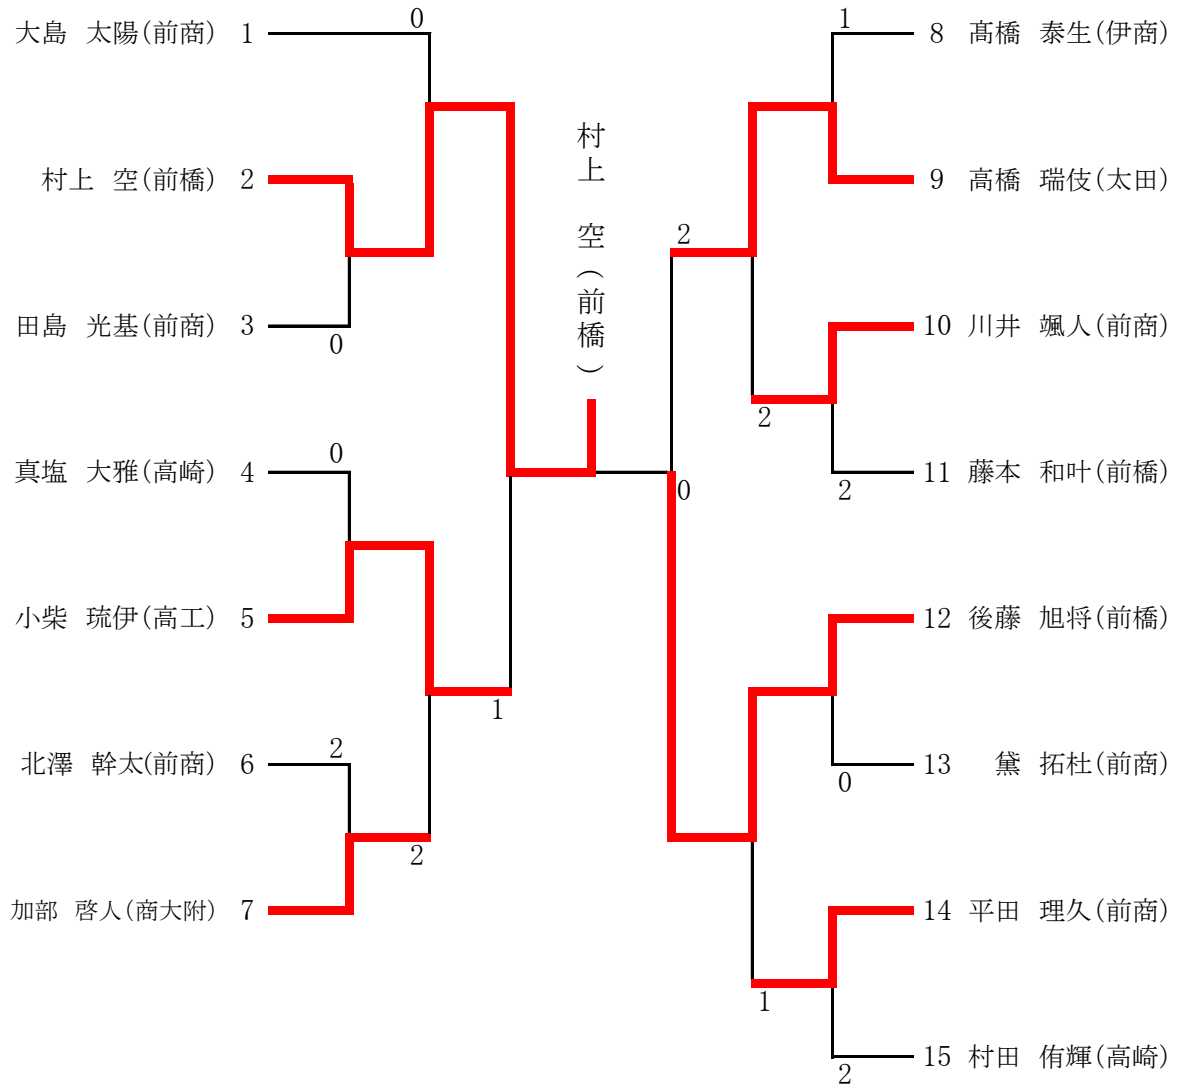 大島 太陽(前商) 1
0
村上 空(前橋) 2
田島 光基(前商) 3
0
真塩 大雅(高崎) 4
0
小柴 琉伊(高工) 5
1
北澤 幹太(前商) 6
2
加部 啓人(商大附) 7
2
村上 空(前橋)
1
8 髙橋 泰生(伊商)
9 高橋 瑞伎(太田)
2
10 川井 颯人(前商)
2
11 藤本 和叶(前橋)
2
0
12 後藤 旭将(前橋)
13 黛 拓杜(前商)
0
14 平田 理久(前商)
1
15 村田 侑輝(高崎)
2